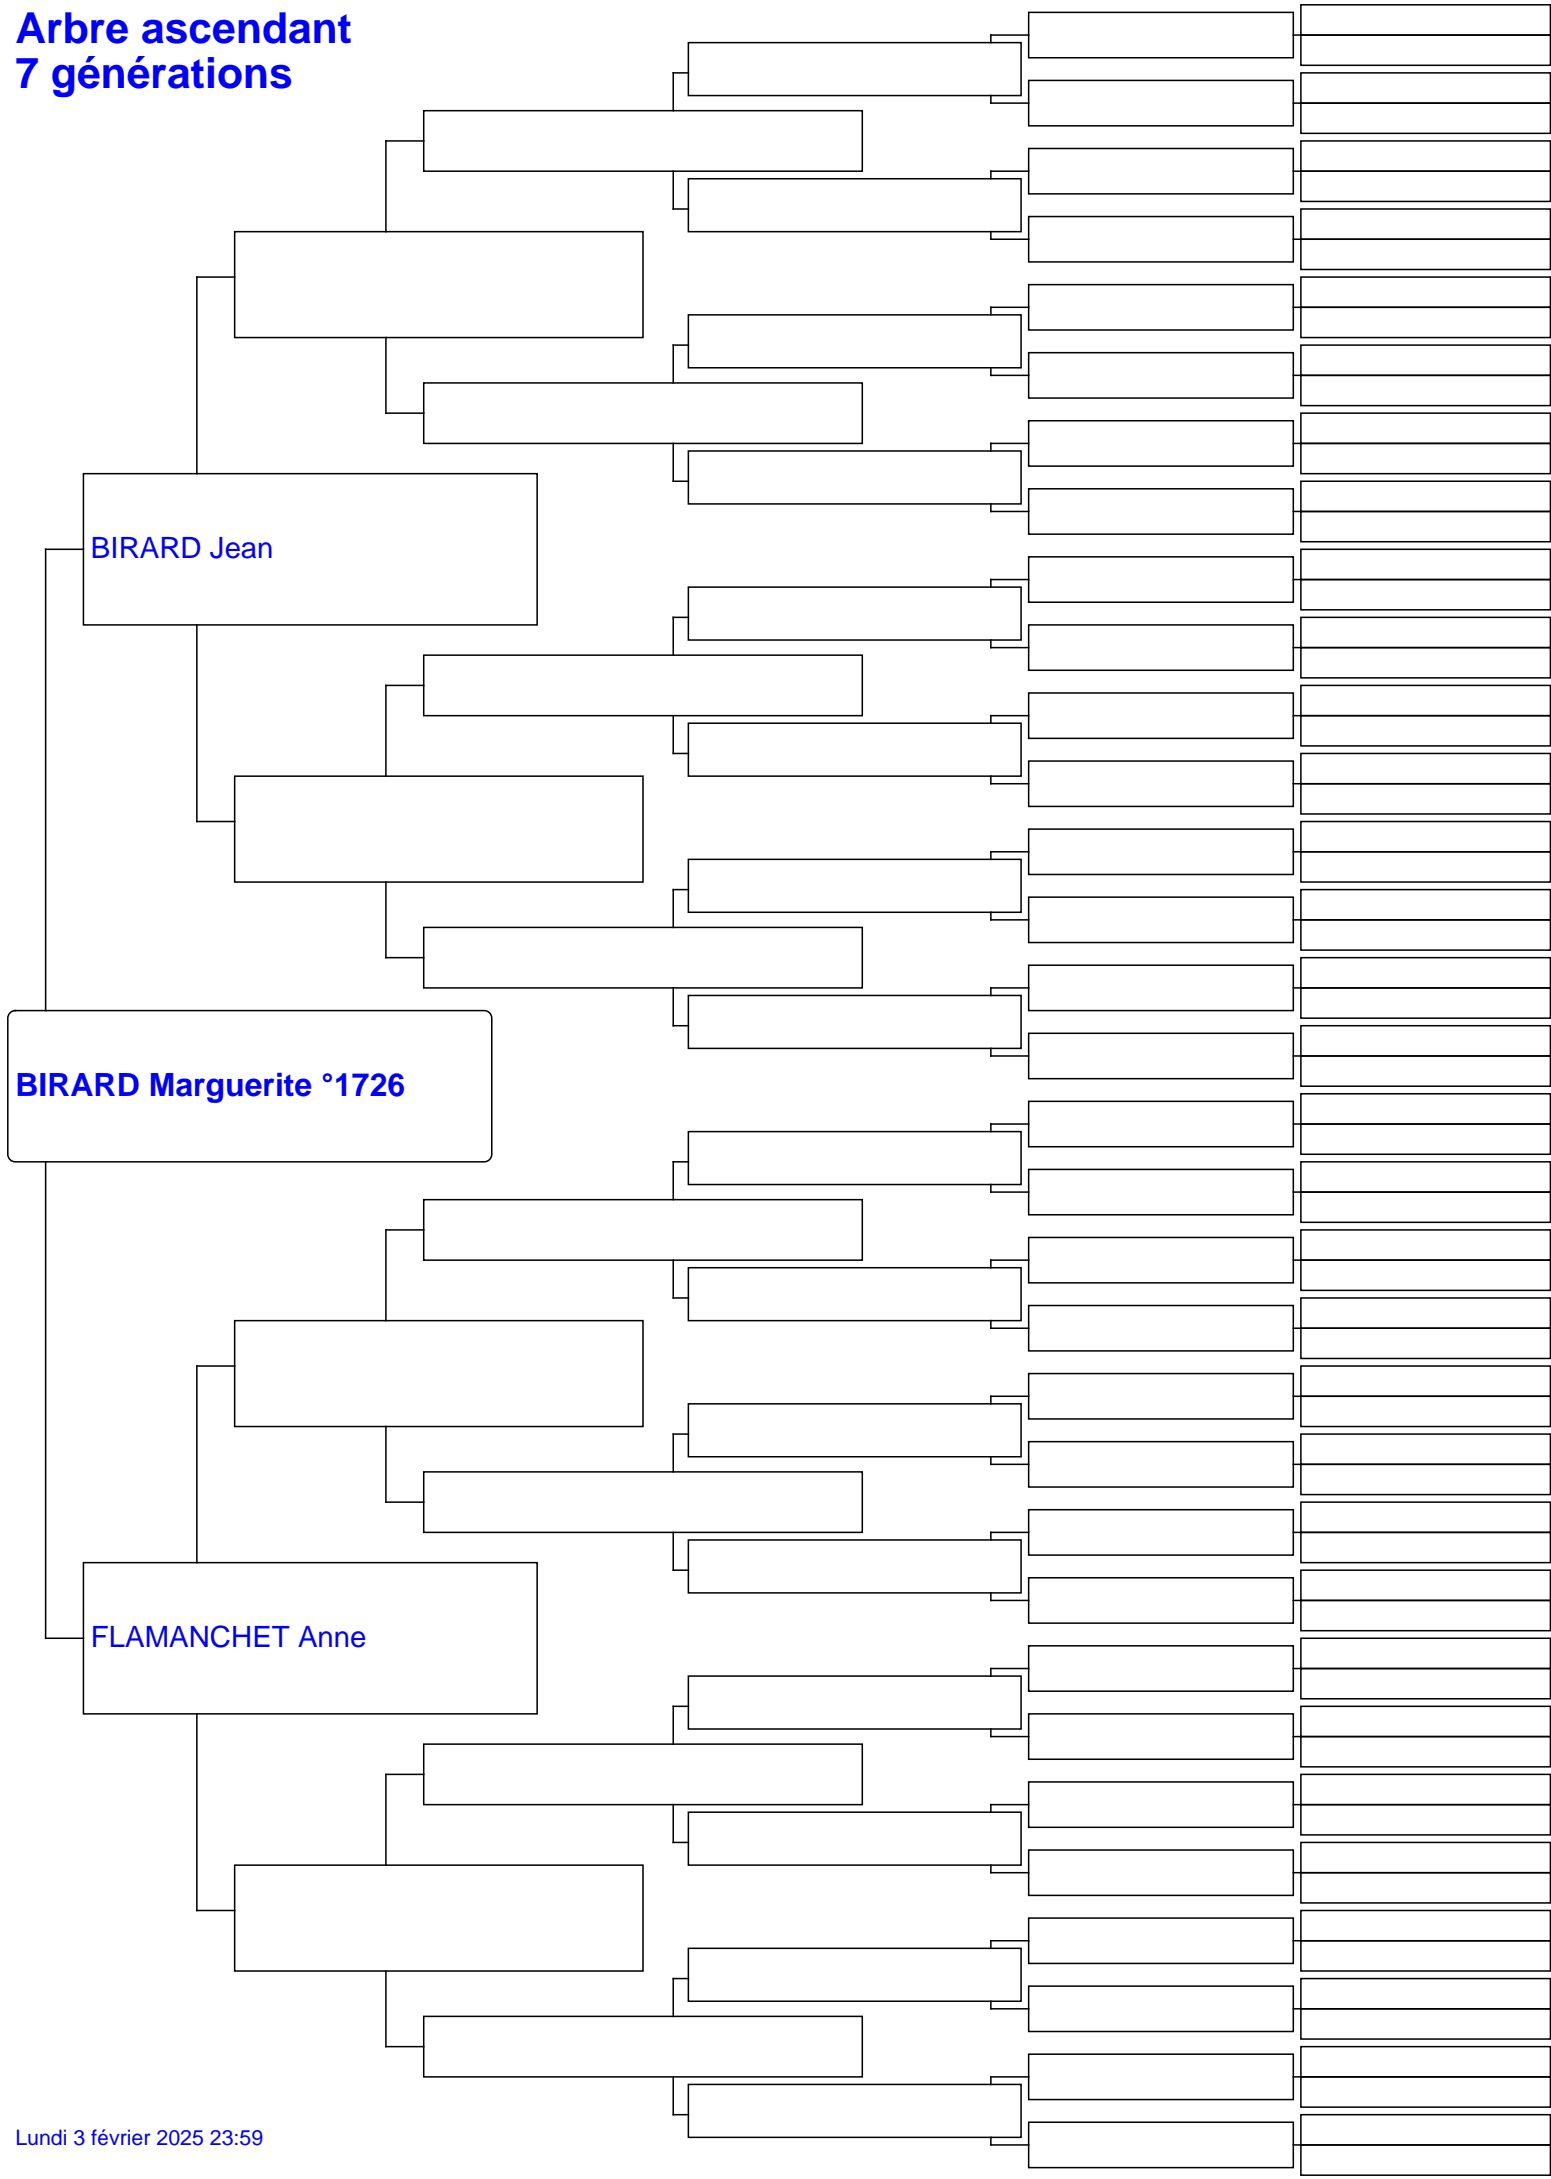 Arbre ascendant
7 générations
BIRARD Jean
BIRARD Marguerite °1726
FLAMANCHET Anne
Lundi 3 février 2025 23:59